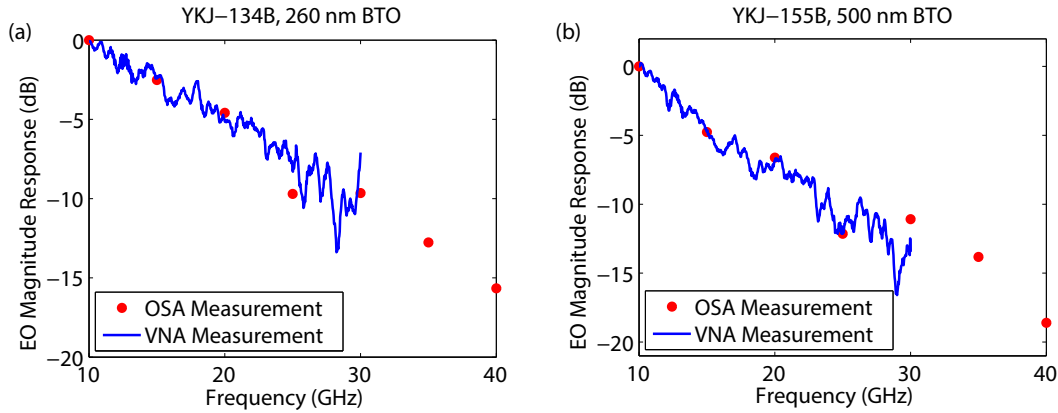 YKJ−134B, 260 nm BTO
(a)
EO Magnitude Response (dB)
0
−5
−10
−15
−20
OSA Measurement
VNA Measurement
10
20
30
40
Frequency (GHz)
YKJ−155B, 500 nm BTO
(b)
EO Magnitude Response (dB)
0
−5
−10
−15
−20
OSA Measurement
VNA Measurement
10
20
30
40
Frequency (GHz)